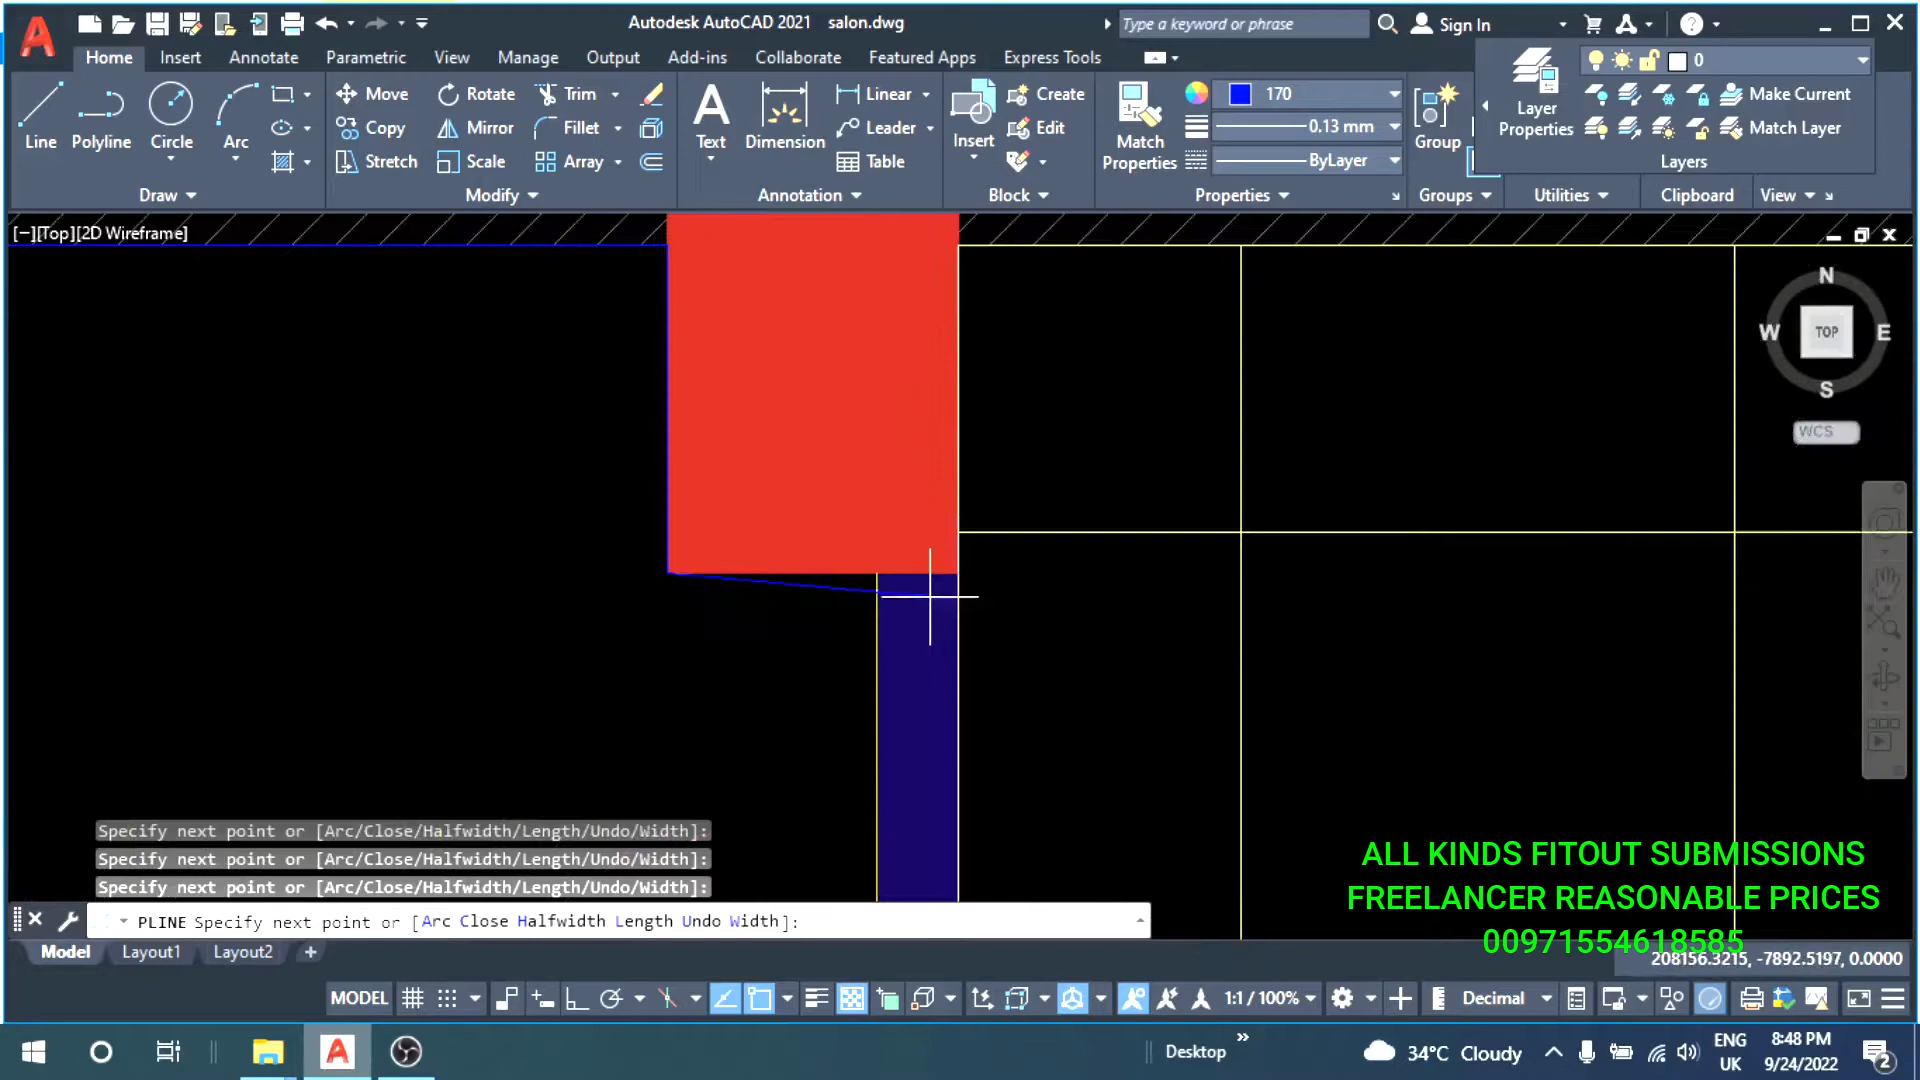 Autodesk AutoCAD 2021 salon.dwg
Type a keyword or phrase
Sign In
Home Insert Annotate Parametric View Manage Output Add-ins Collaborate Featured Apps Express Tools
Line Polyline Circle Arc
Draw
Move Rotate Trim
Copy Mirror Fillet
Stretch Scale Array
Modify
Text Dimension
Linear
Leader
Table
Annotation
Insert
Create
Edit
Block
Match Properties
170
0.13 mm
ByLayer
Properties
Group
Groups
Layer Properties
0
Make Current
Match Layer
Layers
Utilities
Clipboard
View
[−][Top][2D Wireframe]
N
W TOP E
S
WCS
Specify next point or [Arc/Close/Halfwidth/Length/Undo/Width]:
Specify next point or [Arc/Close/Halfwidth/Length/Undo/Width]:
Specify next point or [Arc/Close/Halfwidth/Length/Undo/Width]:
PLINE Specify next point or [Arc Close Halfwidth Length Undo Width]:
ALL KINDS FITOUT SUBMISSIONS
FREELANCER REASONABLE PRICES
00971554618585
Model Layout1 Layout2 +
208156.3215, -7892.5197, 0.0000
MODEL 1:1 / 100% Decimal
Desktop
34°C Cloudy
ENG
UK
8:48 PM
9/24/2022
2